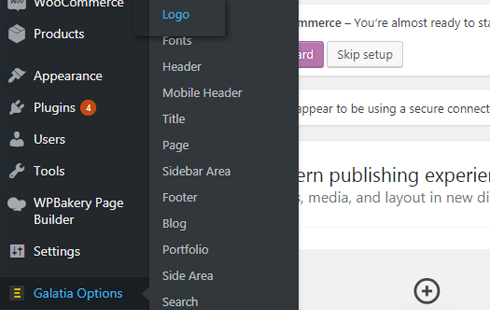 WooCommerce
Products
Appearance
Plugins 4
Users
Tools
WPBakery Page
Builder
Settings
Galatia Options
Logo
Fonts
Header
Mobile Header
Title
Page
Sidebar Area
Footer
Blog
Portfolio
Side Area
Search
mmerce – You're almost ready to sta
ard
Skip setup
appear to be using a secure connect
ern publishing experie
s, media, and layout in new di